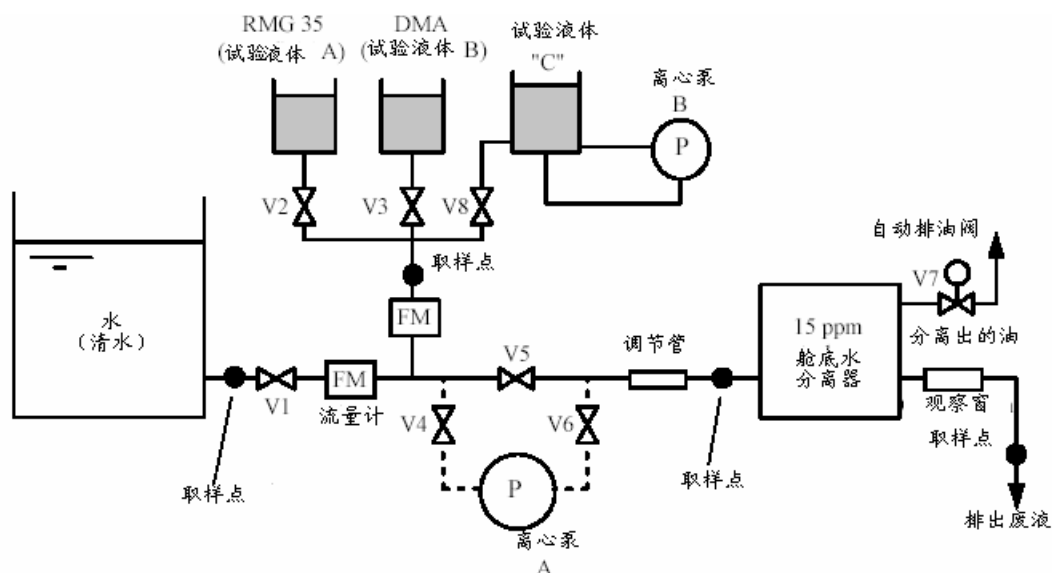 RMG 35
(试验液体 A)
DMA
(试验液体 B)
试验液体
"C"
离心泵
B
P
V2
V3
V8
取样点
FM
水
(清水)
V1
FM
流量计
V5
V4
V6
P
离心泵
A
调节管
取样点
取样点
15 ppm
舱底水
分离器
自动排油阀
V7
分离出的油
观察窗
取样点
排出废液